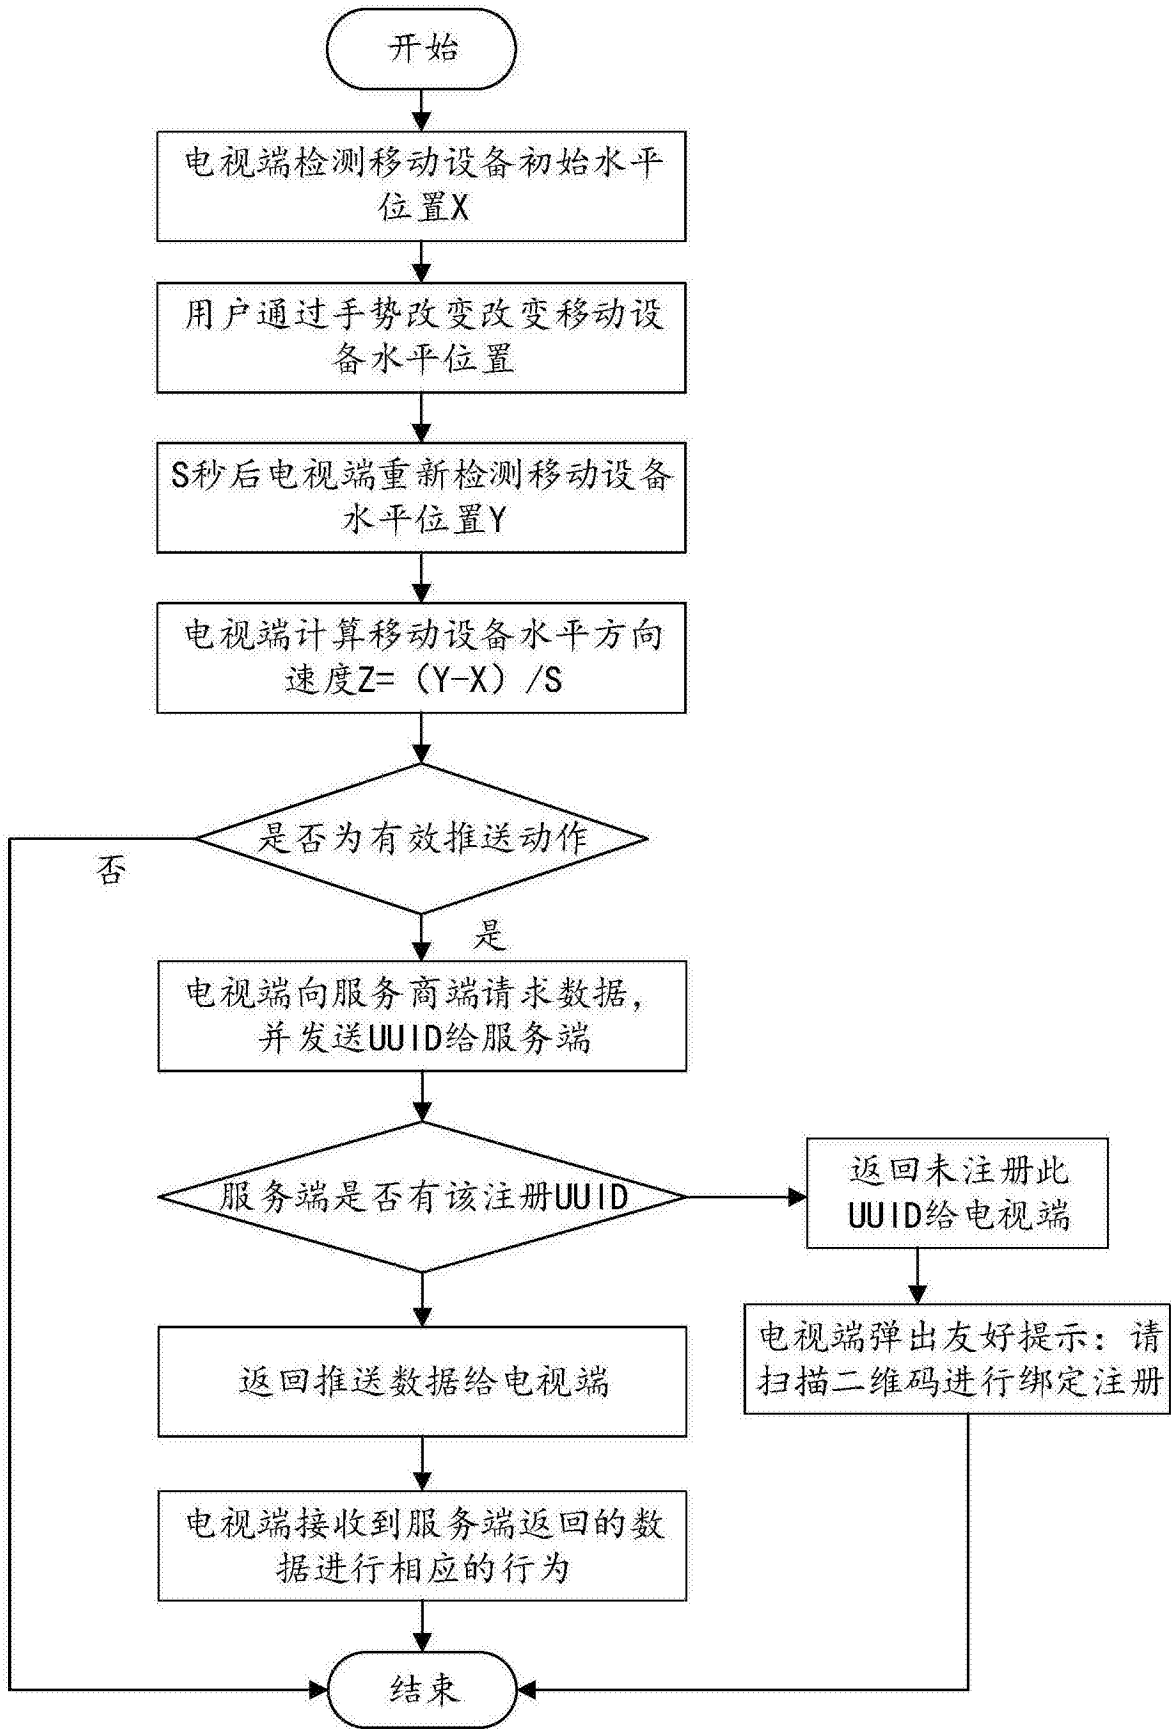 开始
电视端检测移动设备初始水平
位置X
用户通过手势改变改变移动设
备水平位置
S秒后电视端重新检测移动设备
水平位置Y
电视端计算移动设备水平方向
速度Z=（Y-X）/S
是否为有效推送动作
否
是
电视端向服务商端请求数据，
并发送UUID给服务端
服务端是否有该注册UUID
返回未注册此
UUID给电视端
电视端弹出友好提示：请
扫描二维码进行绑定注册
返回推送数据给电视端
电视端接收到服务端返回的数
据进行相应的行为
结束